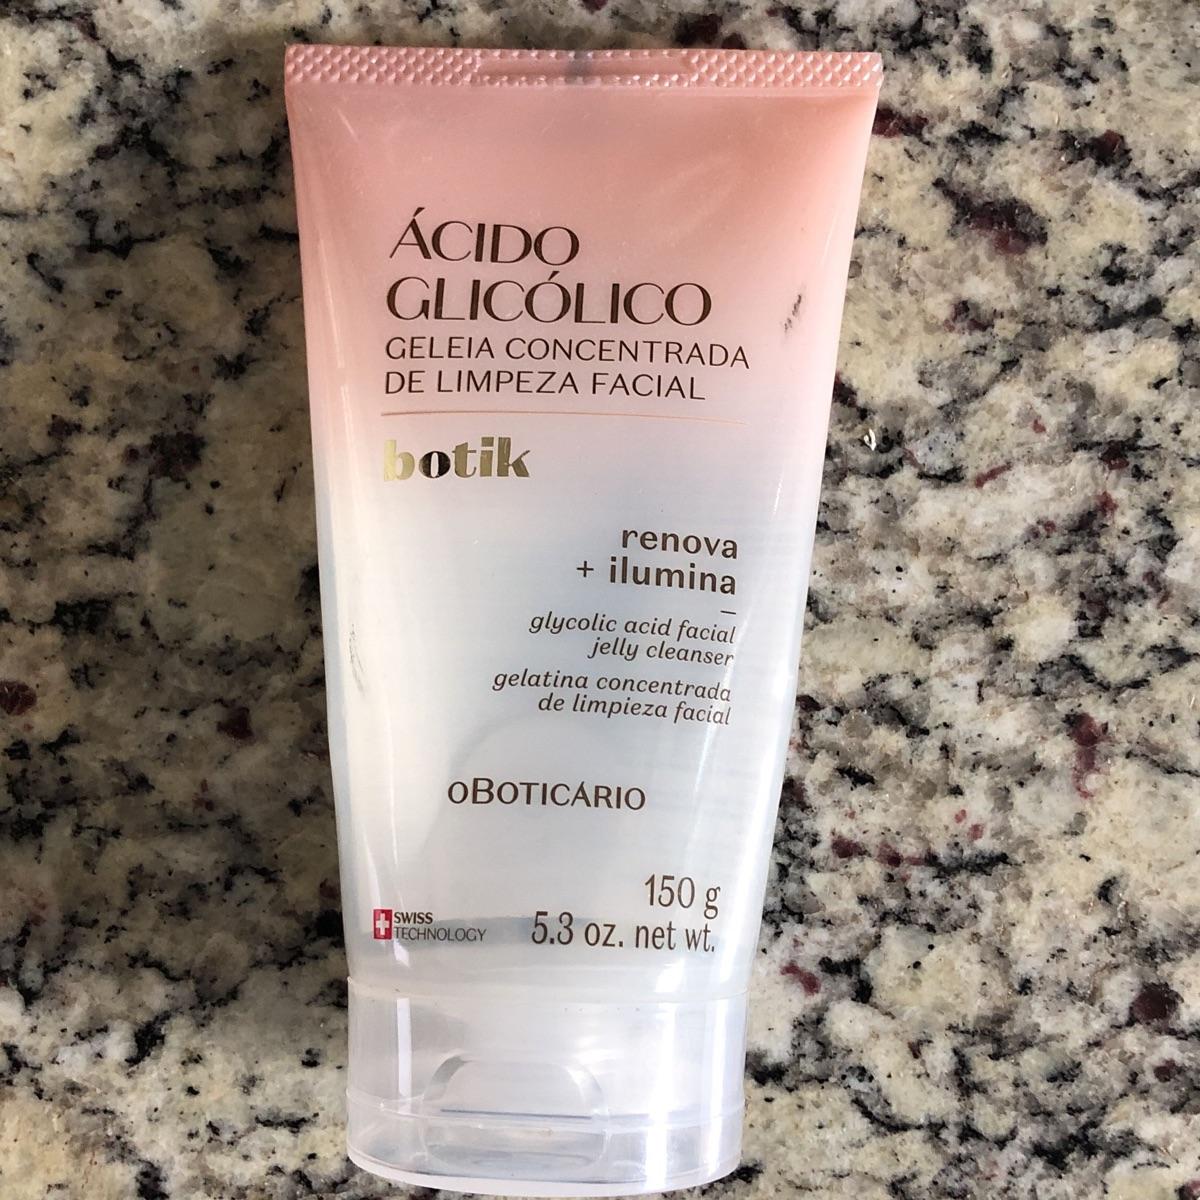 ÁCIDO
GLICÓLICO
GELEIA CONCENTRADA
DE LIMPEZA FACIAL
botik
renova
+ ilumina
glycolic acid facial
jelly cleanser
gelatina concentrada
de limpieza facial
oBOTICÁRIO
150 g
SWISS
TECHNOLOGY
5.3 oz. net wt.